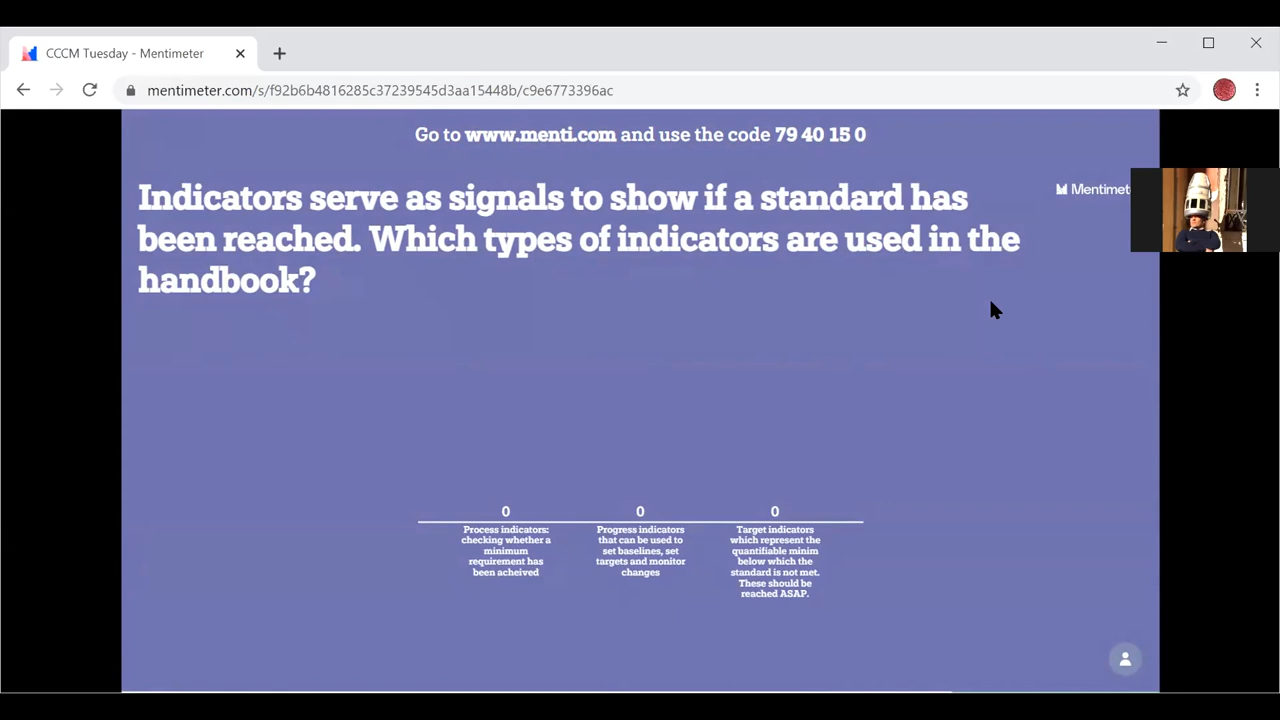 CCCM Tuesday - Mentimeter
mentimeter.com/s/f92b6b4816285c37239545d3aa15448b/c9e6773396ac
Go to www.menti.com and use the code 79 40 15 0
Mentimet
Indicators serve as signals to show if a standard has
been reached. Which types of indicators are used in the
handbook?
0
Process indicators:
checking whether a
minimum
requirement has
been acheived
0
Progress indicators
that can be used to
set baselines, set
targets and monitor
changes
0
Target indicators
which represent the
quantifiable minim
below which the
standard is not met.
These should be
reached ASAP.